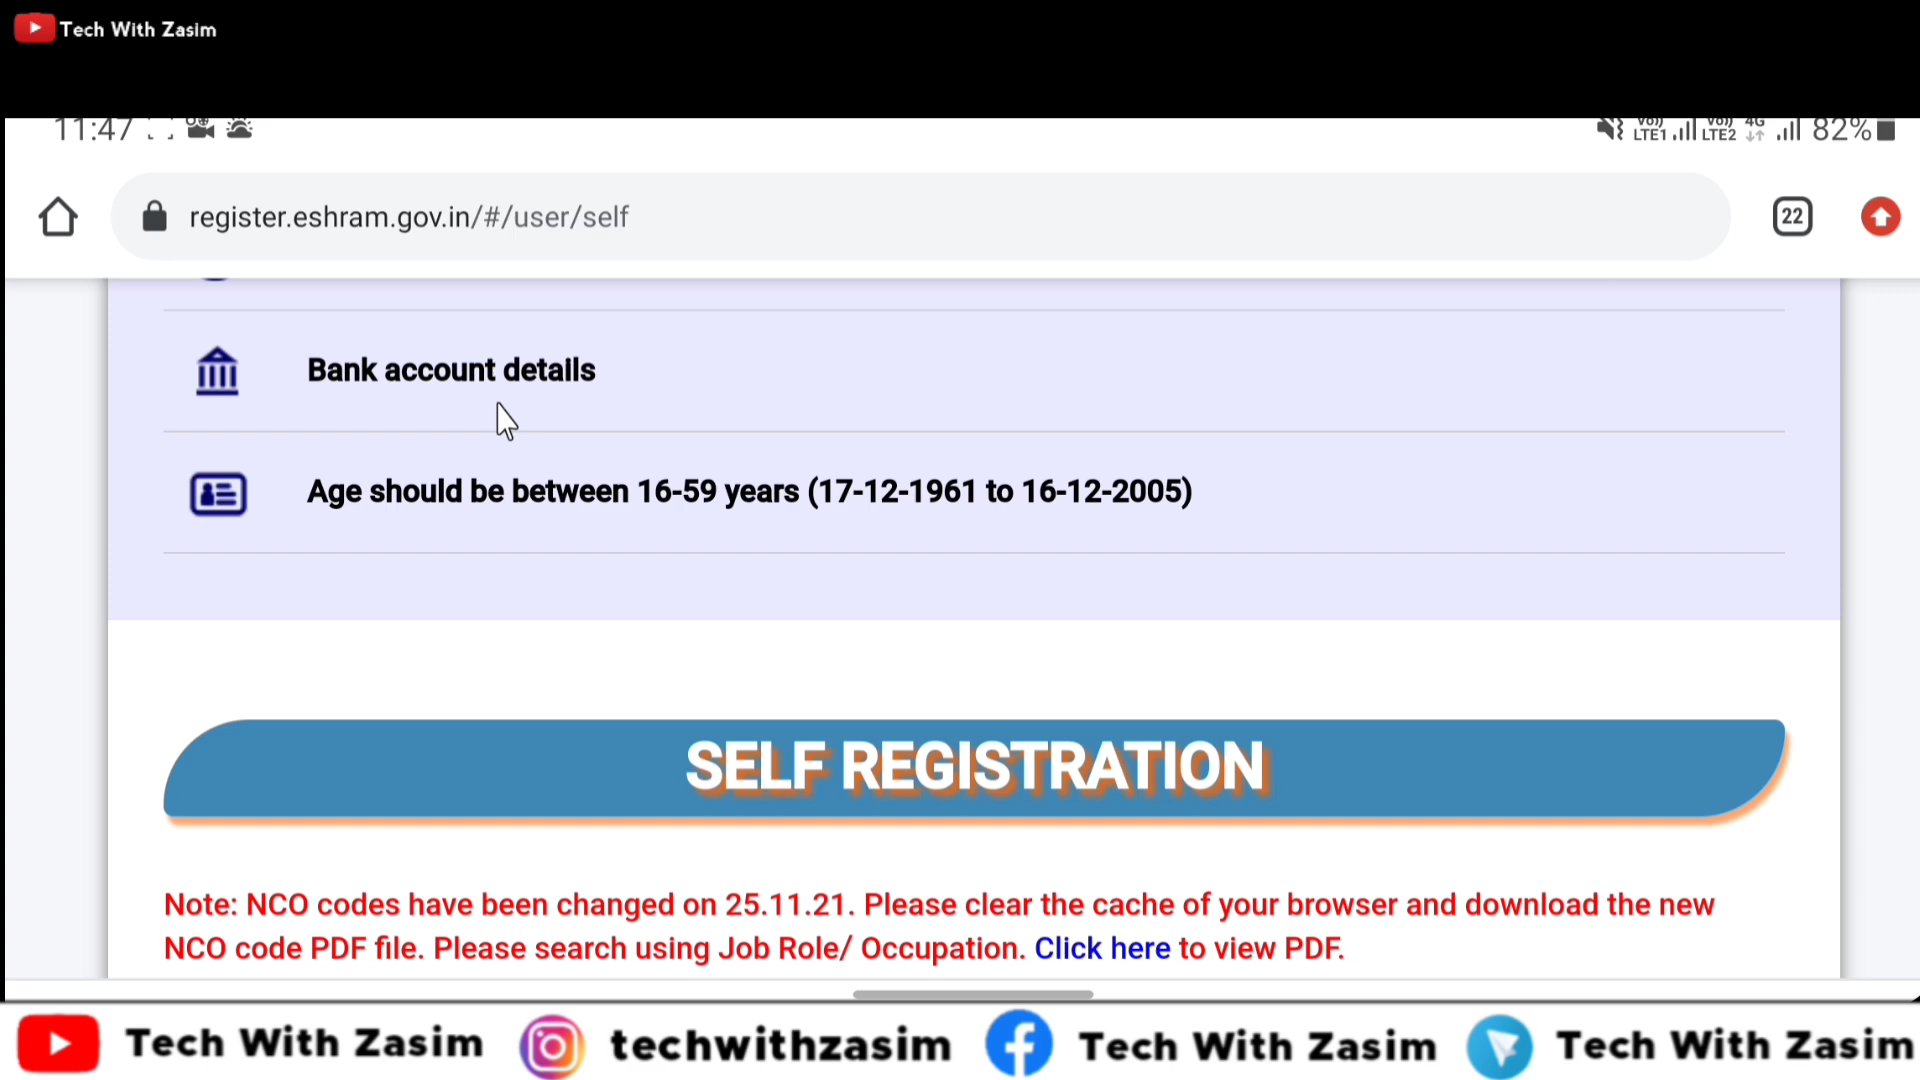 Tech With Zasim
11:47
Vo)) LTE1 Vo)) LTE2 4G 82%
register.eshram.gov.in/#/user/self
22
Bank account details
Age should be between 16-59 years (17-12-1961 to 16-12-2005)
SELF REGISTRATION
Note: NCO codes have been changed on 25.11.21. Please clear the cache of your browser and download the new
NCO code PDF file. Please search using Job Role/ Occupation. Click here to view PDF.
Tech With Zasim techwithzasim Tech With Zasim Tech With Zasim